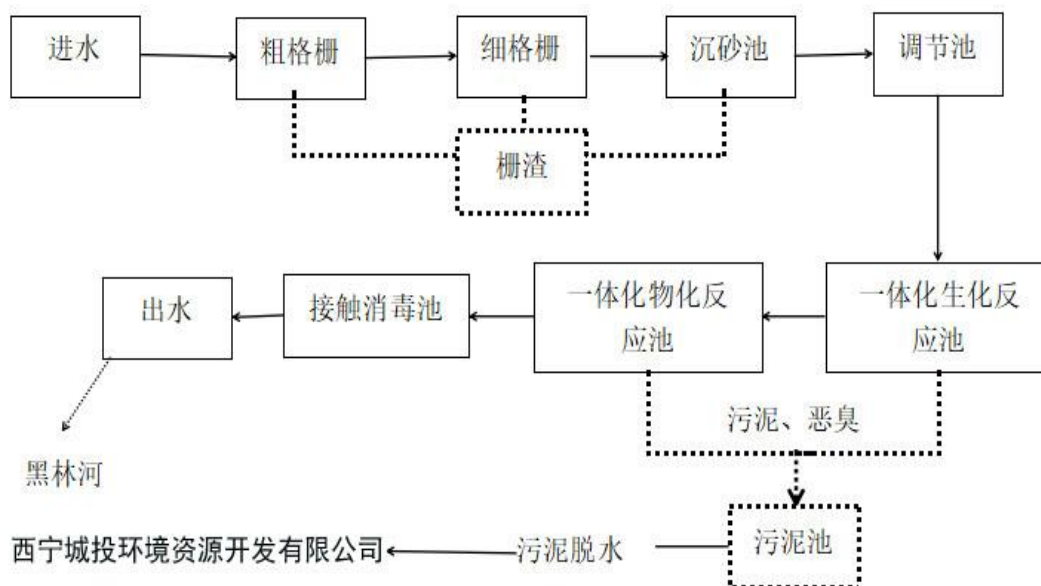 进水
粗格栅
细格栅
沉砂池
调节池
栅渣
出水
接触消毒池
一体化物化反
应池
一体化生化反
应池
污泥、恶臭
黑林河
西宁城投环境资源开发有限公司
污泥脱水
污泥池